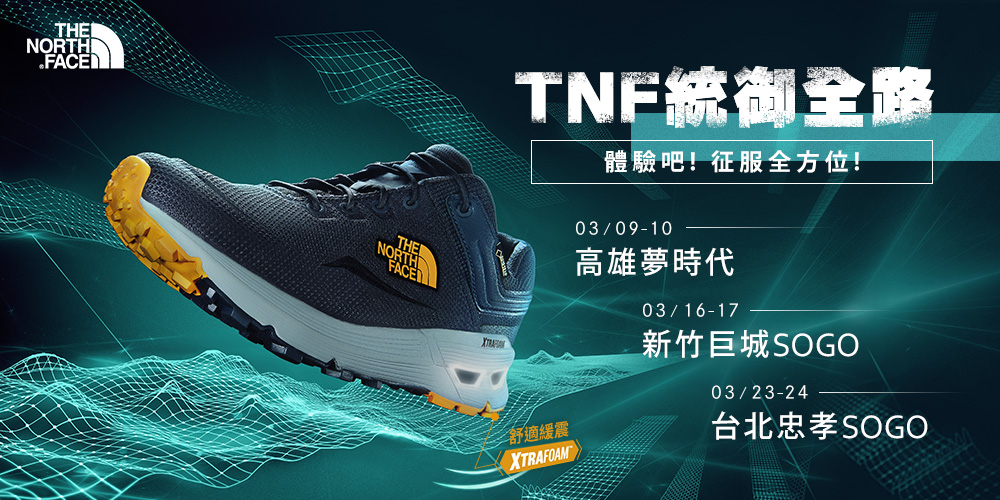 THE
NORTH
FACE
TNF統御全路
體驗吧! 征服全方位!
03/09-10
高雄夢時代
03/16-17
新竹巨城SOGO
03/23-24
台北忠孝SOGO
THE
NORTH
FACE
XTRAFOAM
舒適緩震
XTRAFOAM™